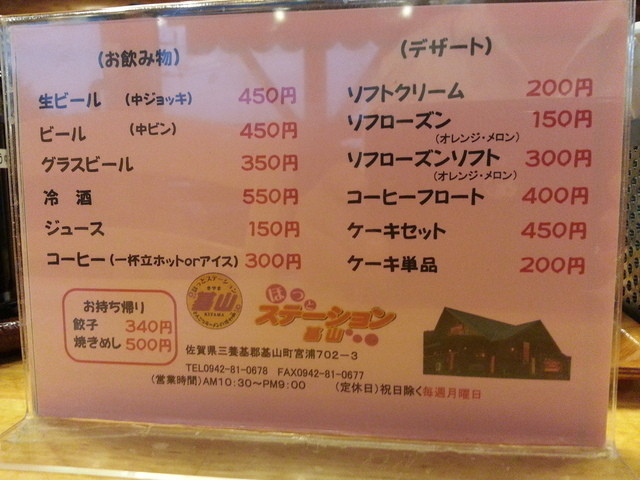 (お飲み物)
生ビール (中ジョッキ) 450円
ビール (中ビン) 450円
グラスビール 350円
冷 酒 550円
ジュース 150円
コーヒー (一杯立ホットorアイス) 300円
(デザート)
ソフトクリーム 200円
ソフローズン 150円
(オレンジ・メロン)
ソフローズンソフト 300円
(オレンジ・メロン)
コーヒーフロート 400円
ケーキセット 450円
ケーキ単品 200円
お持ち帰り
餃子 340円
焼きめし 500円
基山
KIYAMA
ほっと
ステーション
基山
佐賀県三養基郡基山町宮浦702-3
TEL0942-81-0678 FAX0942-81-0677
(営業時間)AM10:30~PM9:00 (定休日)祝日除く毎週月曜日